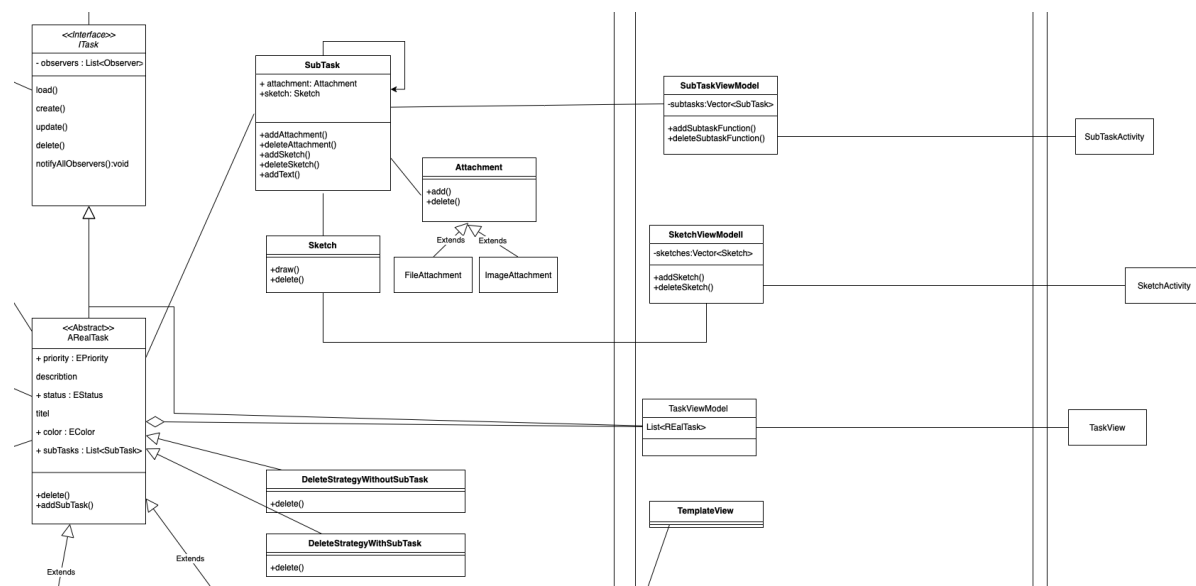 <<Interface>>
ITask
- observers : List<Observer>
load()
create()
update()
delete()
notifyAllObservers():void
SubTask
+ attachment: Attachment
+sketch: Sketch
+addAttachment()
+deleteAttachment()
+addSketch()
+deleteSketch()
+addText()
Attachment
+add()
+delete()
Extends
Extends
FileAttachment
ImageAttachment
Sketch
+draw()
+delete()
SubTaskViewModel
-subtasks:Vector<SubTask>
+addSubtaskFunction()
+deleteSubtaskFunction()
SubTaskActivity
SketchViewModell
-sketches:Vector<Sketch>
+addSketch()
+deleteSketch()
SketchActivity
<<Abstract>>
ARealTask
+ priority : EPriority
describtion
+ status : EStatus
titel
+ color : EColor
+ subTasks : List<SubTask>
+delete()
+addSubTask()
Extends
Extends
DeleteStrategyWithoutSubTask
+delete()
DeleteStrategyWithSubTask
+delete()
TaskViewModel
List<REalTask>
TaskView
TemplateView